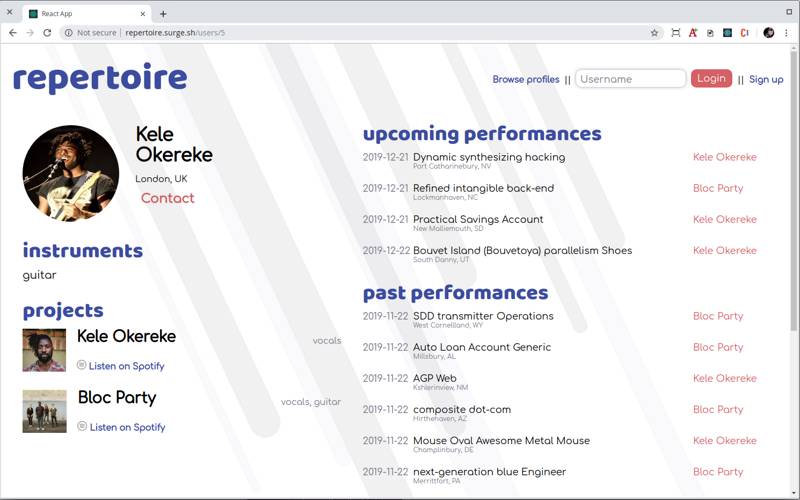 React App
Not secure | repertoire.surge.sh/users/5
repertoire
Browse profiles || Username Login || Sign up
Kele Okereke
London, UK
Contact
instruments
guitar
projects
Kele Okereke
vocals
Listen on Spotify
Bloc Party
vocals, guitar
Listen on Spotify
upcoming performances
2019-12-21 Dynamic synthesizing hacking Kele Okereke
Port Catharinebury, NV
2019-12-21 Refined intangible back-end Bloc Party
Lockmanhaven, NC
2019-12-21 Practical Savings Account Kele Okereke
New Malliemouth, SD
2019-12-22 Bouvet Island (Bouvetoya) parallelism Shoes Kele Okereke
South Danny, UT
past performances
2019-11-22 SDD transmitter Operations Bloc Party
West Cornellland, WY
2019-11-22 Auto Loan Account Generic Bloc Party
Millsbury, AL
2019-11-22 AGP Web Kele Okereke
Kshlerinview, NM
2019-11-22 composite dot-com Bloc Party
Hirthehaven, AZ
2019-11-22 Mouse Oval Awesome Metal Mouse Kele Okereke
Champlinbury, DE
2019-11-22 next-generation blue Engineer Bloc Party
Merrittfort, PA